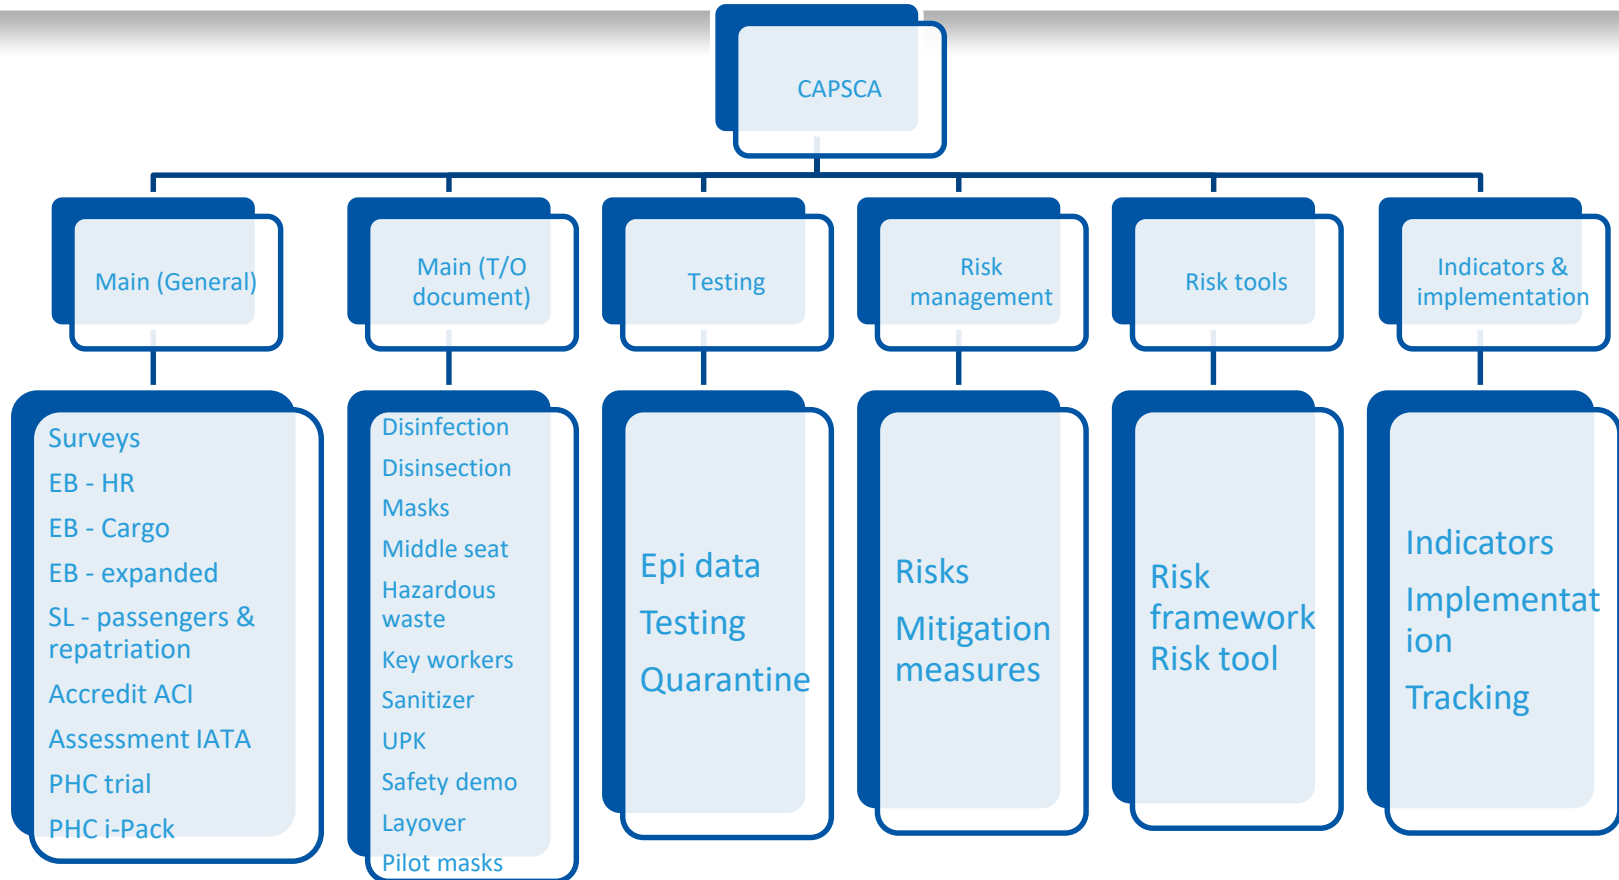 CAPSCA
Main (General)
Main (T/O
document)
Testing
Risk
management
Risk tools
Indicators &
implementation
Surveys
EB - HR
EB - Cargo
EB - expanded
SL - passengers &
repatriation
Accredit ACI
Assessment IATA
PHC trial
PHC i-Pack
Disinfection
Disinsection
Masks
Middle seat
Hazardous
waste
Key workers
Sanitizer
UPK
Safety demo
Layover
Pilot masks
Epi data
Testing
Quarantine
Risks
Mitigation
measures
Risk
framework
Risk tool
Indicators
Implementat
ion
Tracking